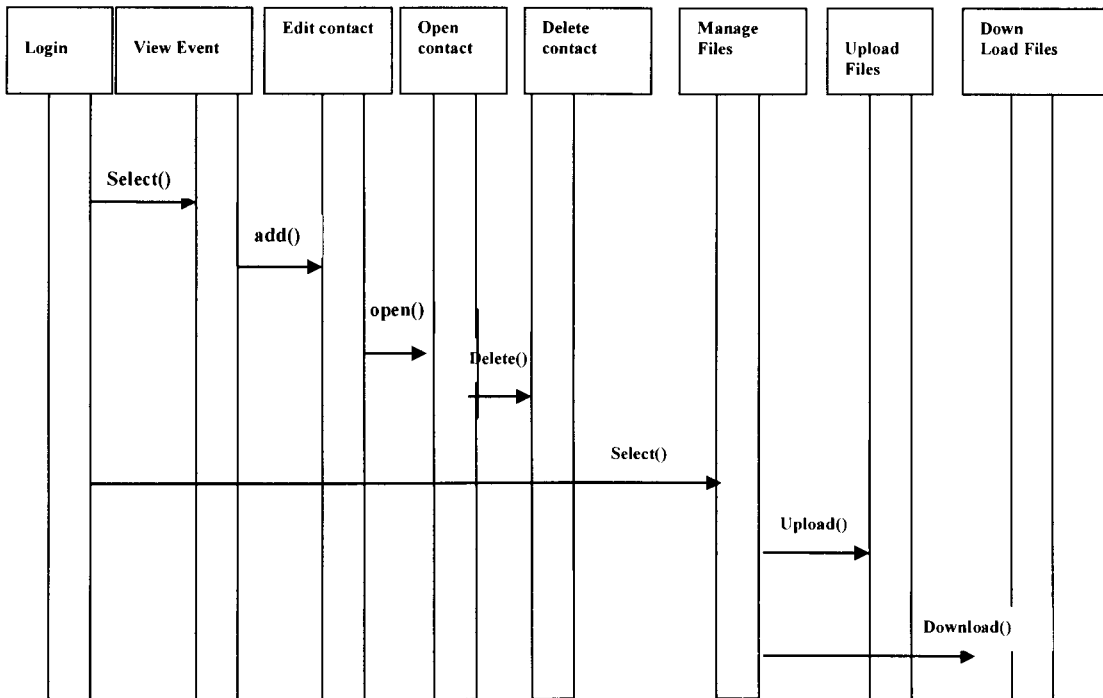 Login
View Event
Edit contact
Open
contact
Delete
contact
Manage
Files
Upload
Files
Down
Load Files
Select()
add()
open()
Delete()
Select()
Upload()
Download()